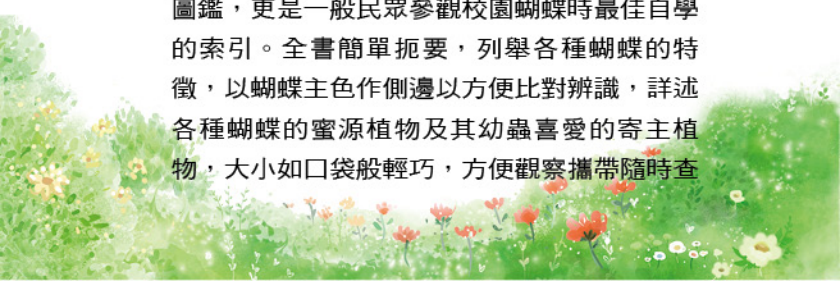 圖鑑，更是一般民眾參觀校園蝴蝶時最佳自學
的索引。全書簡單扼要，列舉各種蝴蝶的特
徵，以蝴蝶主色作側邊以方便比對辨識，詳述
各種蝴蝶的蜜源植物及其幼蟲喜愛的寄主植
物，大小如口袋般輕巧，方便觀察攜帶隨時查